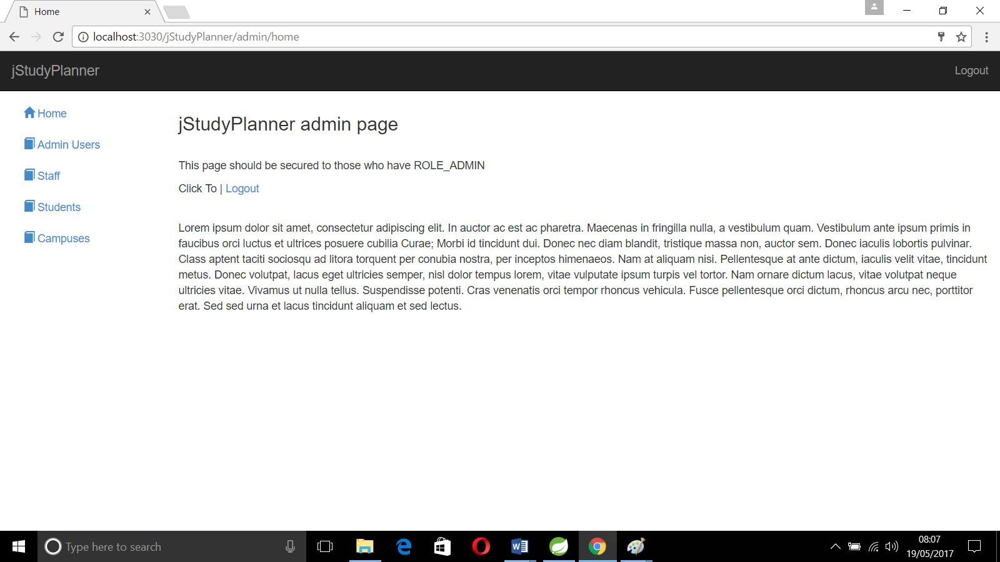 Home
localhost:3030/jStudyPlanner/admin/home
jStudyPlanner
Logout
Home
Admin Users
Staff
Students
Campuses
jStudyPlanner admin page
This page should be secured to those who have ROLE_ADMIN
Click To | Logout
Lorem ipsum dolor sit amet, consectetur adipiscing elit. In auctor ac est ac pharetra. Maecenas in fringilla nulla, a vestibulum quam. Vestibulum ante ipsum primis in
faucibus orci luctus et ultrices posuere cubilia Curae; Morbi id tincidunt dui. Donec nec diam blandit, tristique massa non, auctor sem. Donec iaculis lobortis pulvinar.
Class aptent taciti sociosqu ad litora torquent per conubia nostra, per inceptos himenaeos. Nam at aliquam nisi. Pellentesque at ante dictum, iaculis velit vitae, tincidunt
metus. Donec volutpat, lacus eget ultricies semper, nisl dolor tempus lorem, vitae vulputate ipsum turpis vel tortor. Nam ornare dictum lacus, vitae volutpat neque
ultricies vitae. Vivamus ut nulla tellus. Suspendisse potenti. Cras venenatis orci tempor rhoncus vehicula. Fusce pellentesque orci dictum, rhoncus arcu nec, porttitor
erat. Sed sed urna et lacus tincidunt aliquam et sed lectus.
Type here to search
08:07
19/05/2017